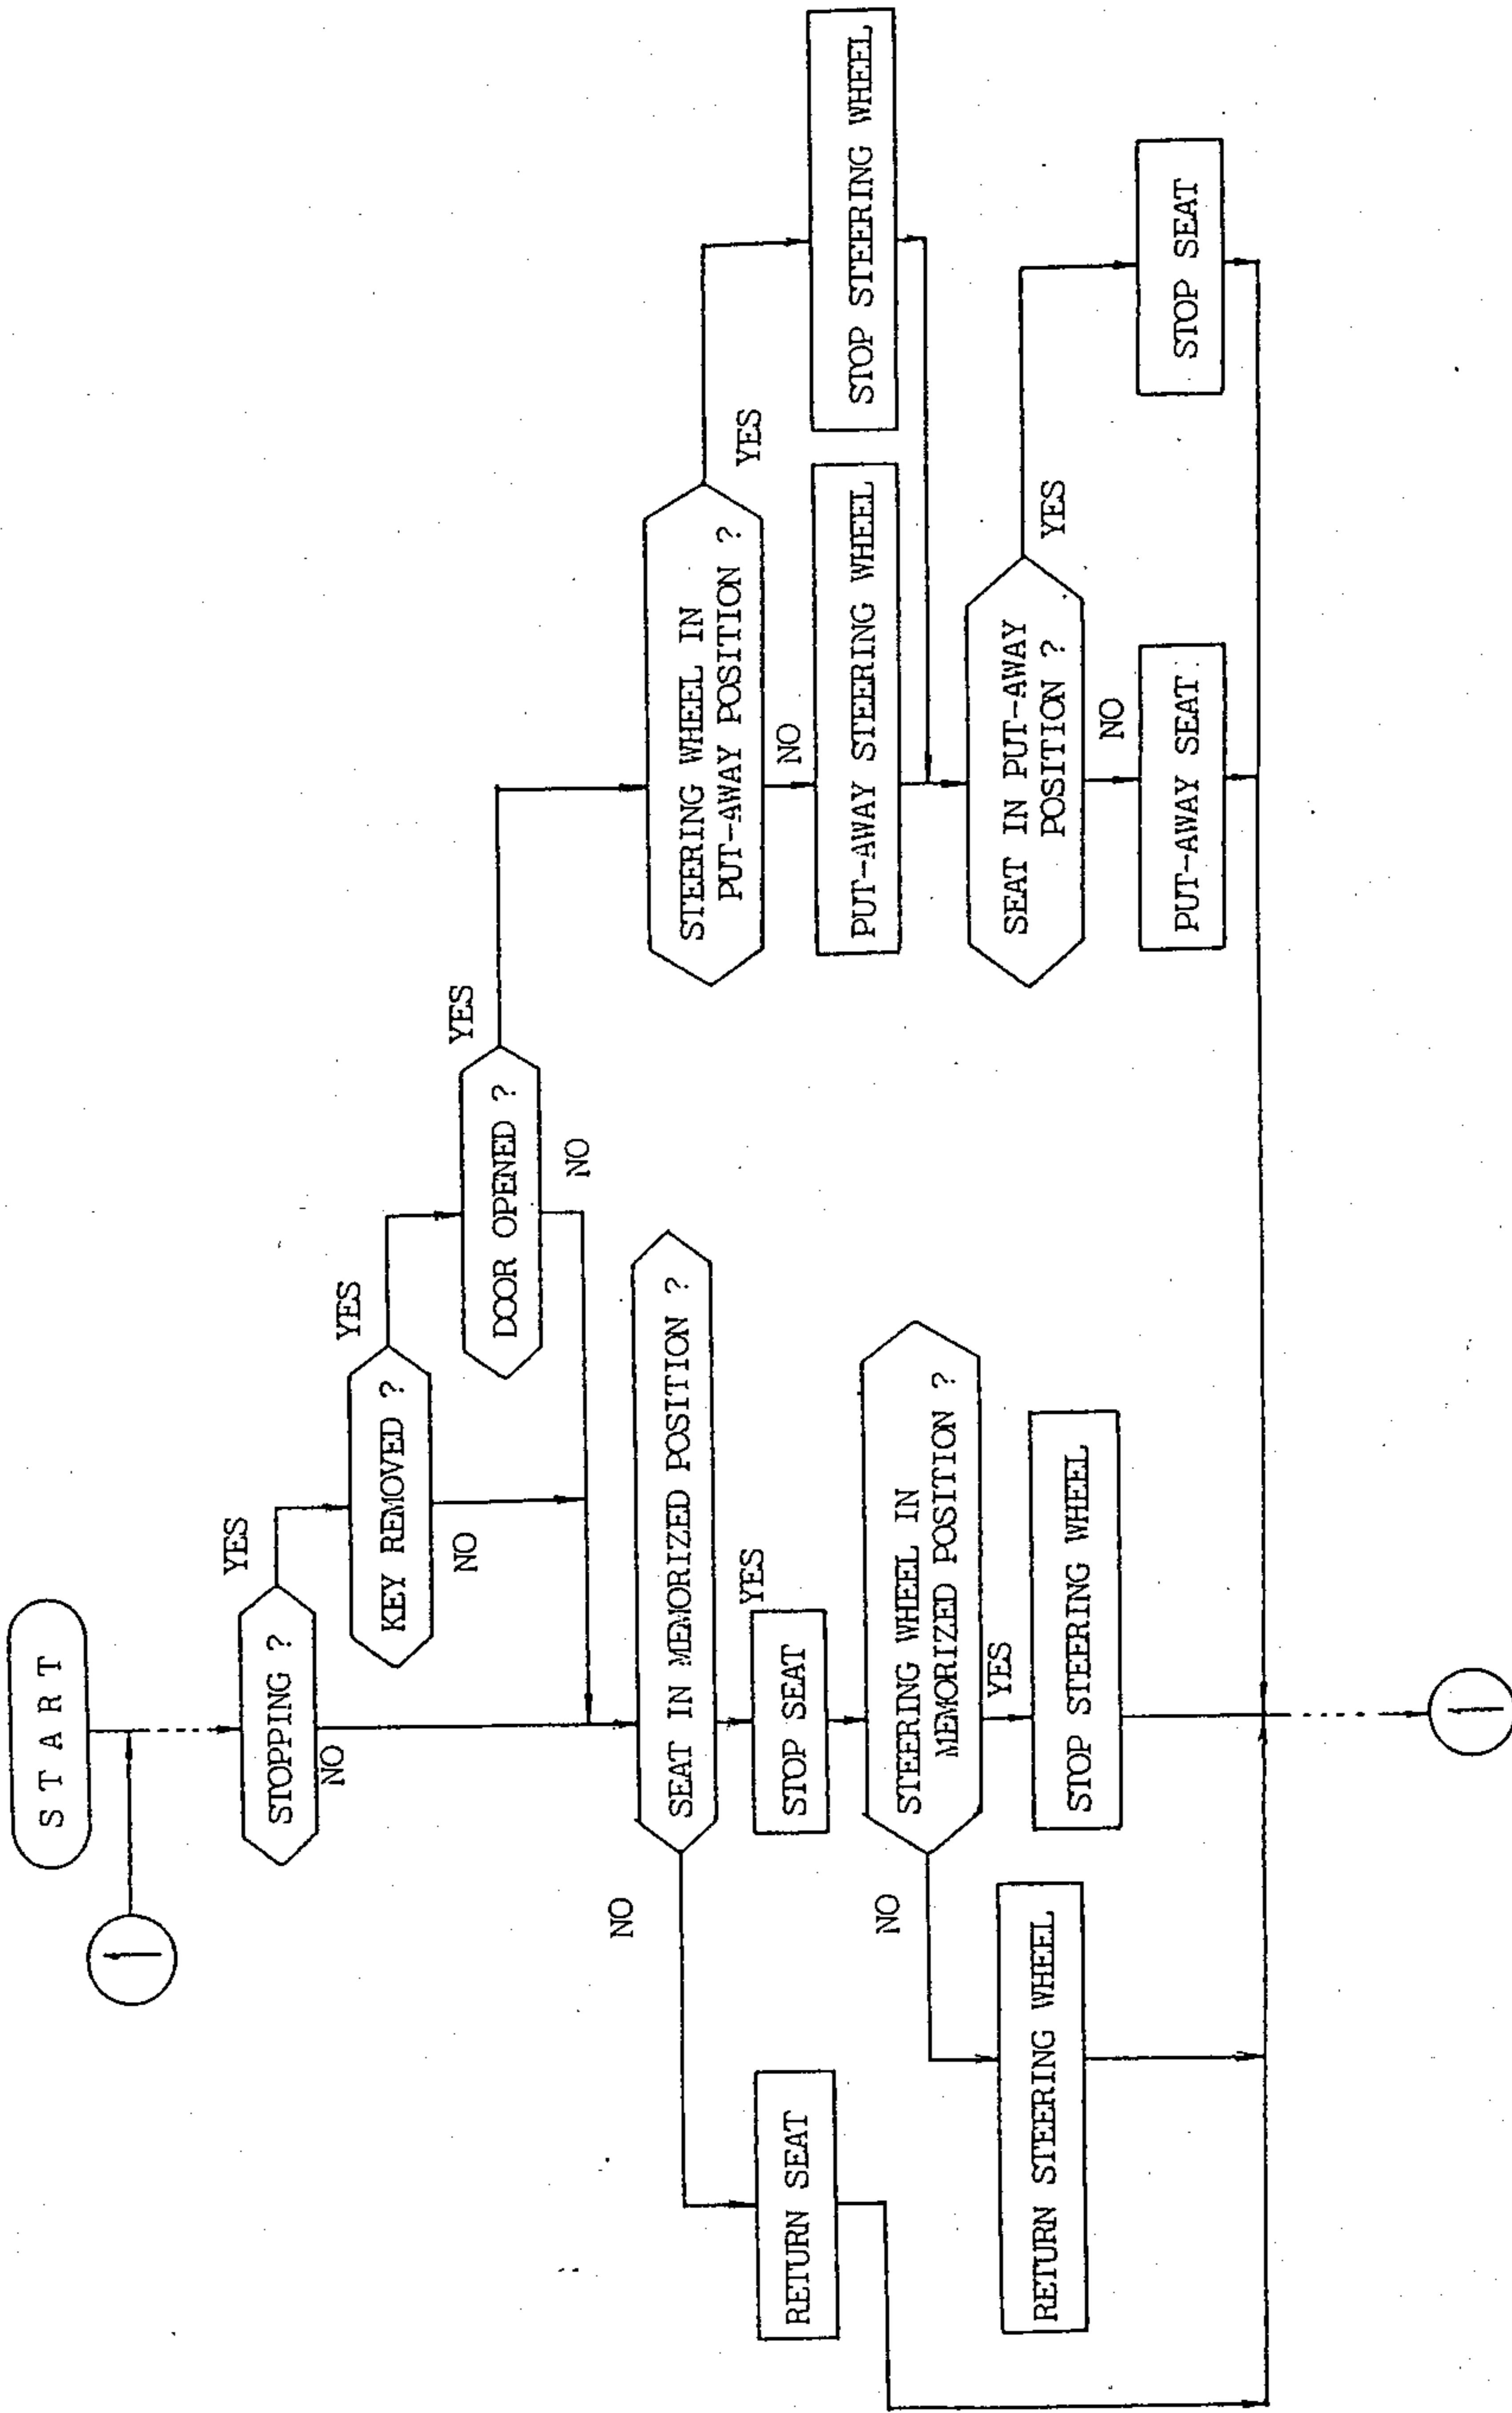 S T A R T
STOPPING ?
YES
NO
KEY REMOVED ?
YES
NO
DOOR OPENED ?
YES
NO
SEAT IN MEMORIZED POSITION ?
NO
YES
RETURN SEAT
STOP SEAT
STEERING WHEEL IN
MEMORIZED POSITION ?
NO
YES
RETURN STEERING WHEEL
STOP STEERING WHEEL
STEERING WHEEL IN
PUT-AWAY POSITION ?
YES
NO
PUT-AWAY STEERING WHEEL
STOP STEERING WHEEL
SEAT IN PUT-AWAY
POSITION ?
YES
NO
PUT-AWAY SEAT
STOP SEAT